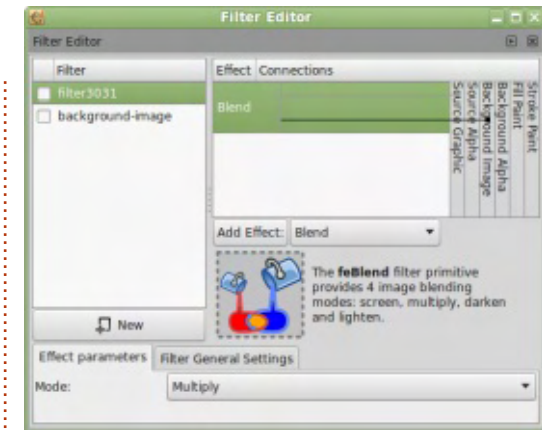 Filter Editor
Filter Editor
Filter
Effect Connections
filter3031
background-image
Blend
Stroke Paint
Fill Paint
Background Alpha
Background Image
Source Alpha
Source Graphic
Add Effect: Blend
The feBlend filter primitive
provides 4 image blending
modes: screen, multiply, darken
and lighten.
New
Effect parameters Filter General Settings
Mode: Multiply